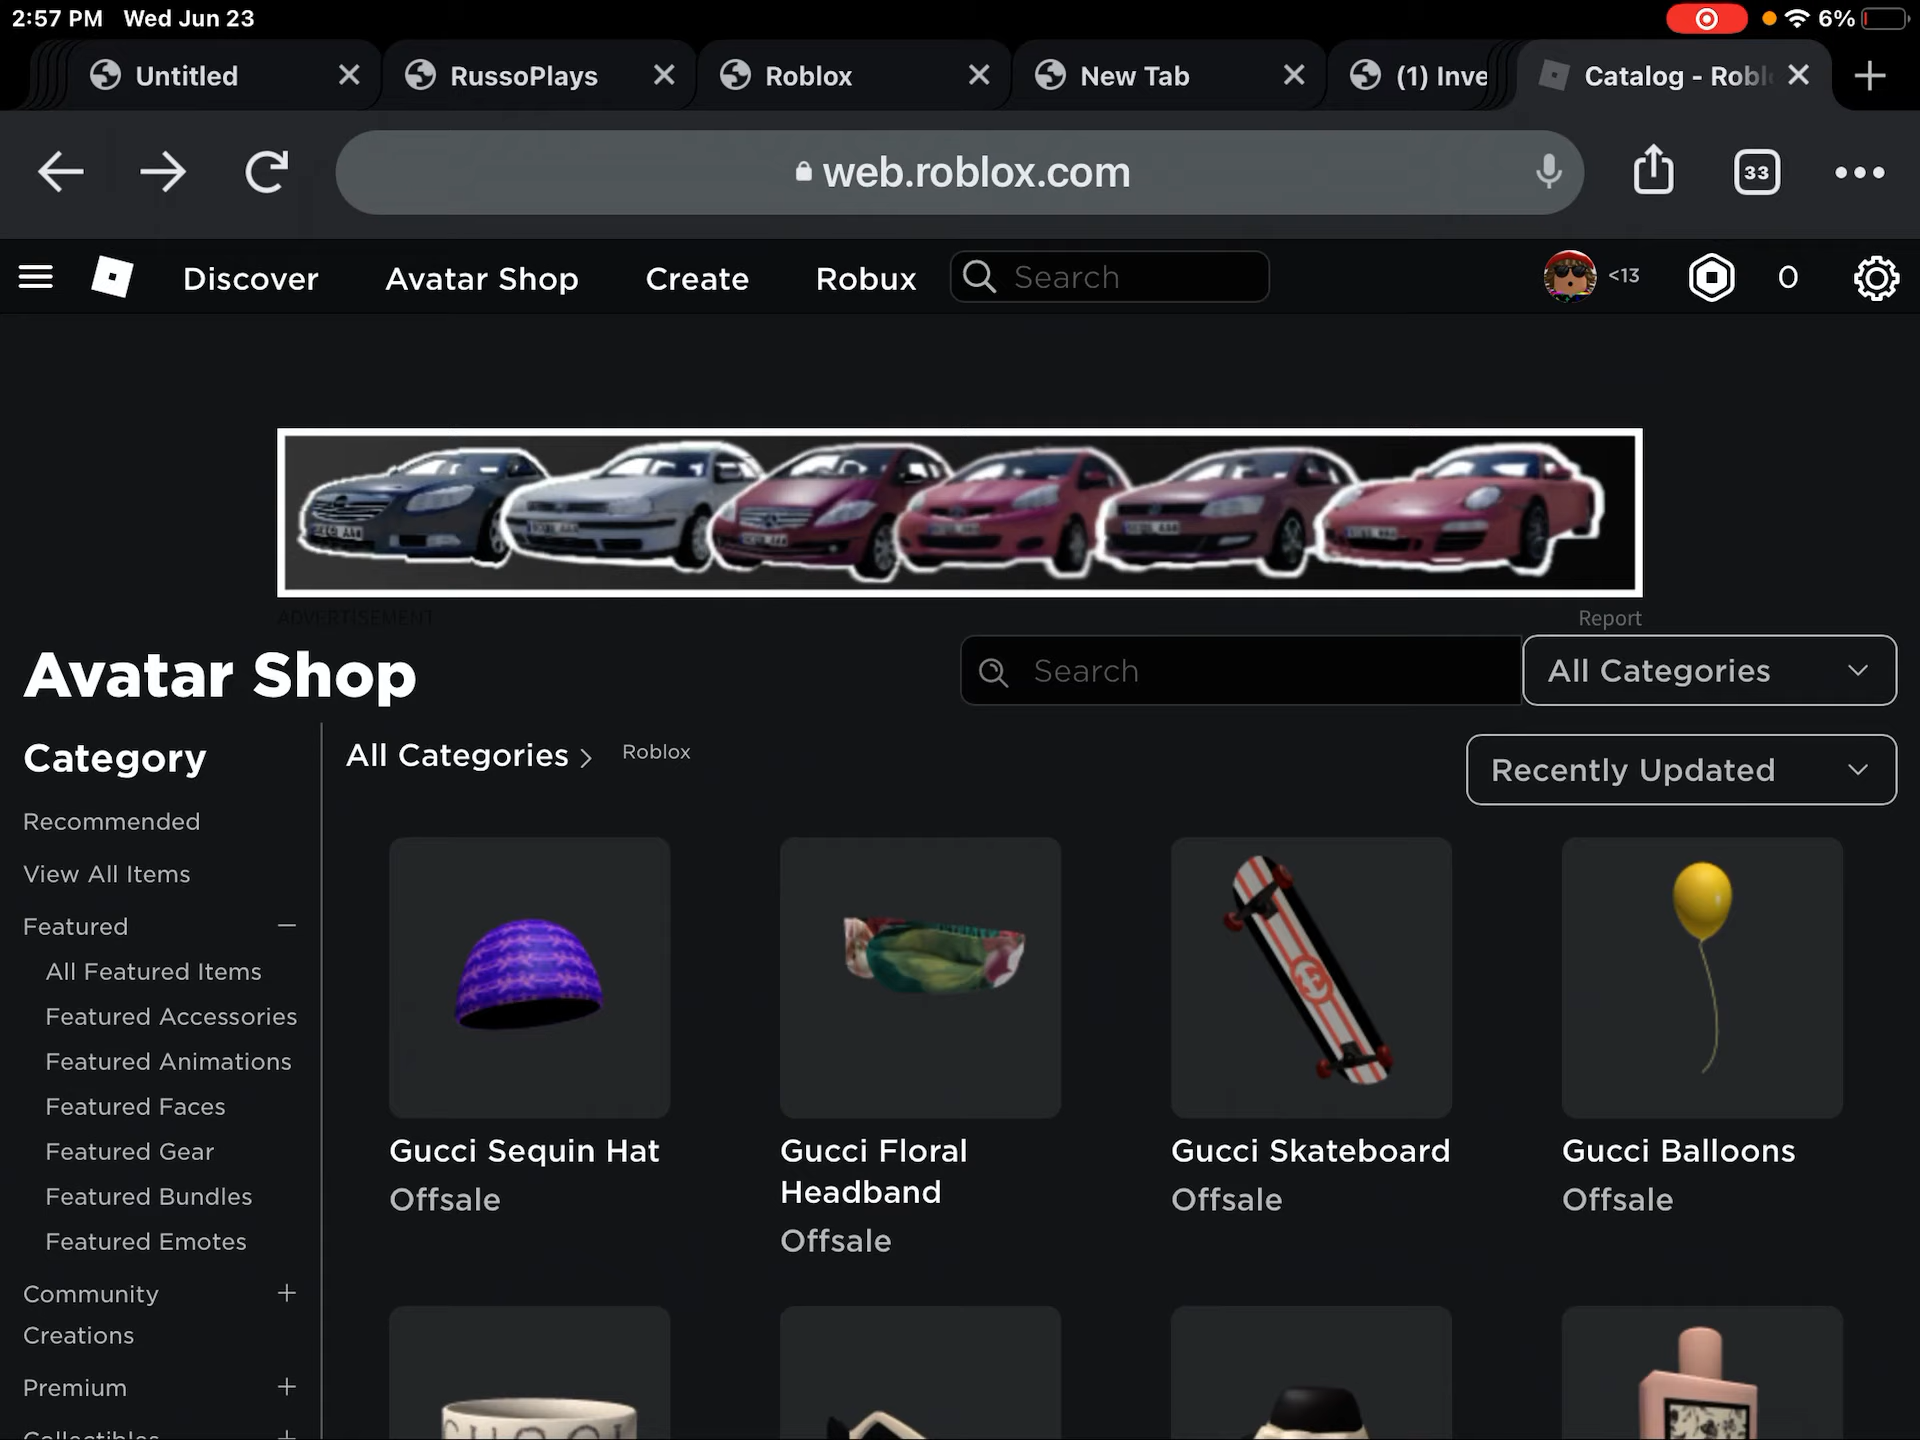 2:57 PM Wed Jun 23
6%
Untitled
RussoPlays
Roblox
New Tab
(1) Inve
Catalog - Robl
web.roblox.com
33
Discover
Avatar Shop
Create
Robux
Search
<13
0
ADVERTISEMENT
Report
Avatar Shop
Search
All Categories
Category
All Categories
Roblox
Recently Updated
Recommended
View All Items
Featured
All Featured Items
Featured Accessories
Featured Animations
Featured Faces
Featured Gear
Featured Bundles
Featured Emotes
Community
Creations
Premium
Collectibles
Gucci Sequin Hat
Offsale
Gucci Floral
Headband
Offsale
Gucci Skateboard
Offsale
Gucci Balloons
Offsale